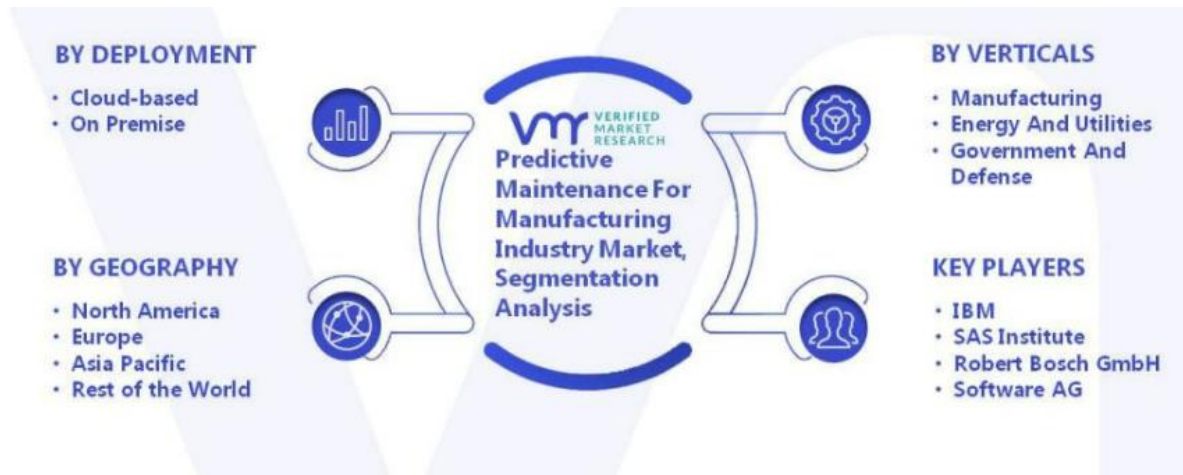 BY DEPLOYMENT
• Cloud-based
• On Premise
BY GEOGRAPHY
• North America
• Europe
• Asia Pacific
• Rest of the World
VMR VERIFIED
MARKET
RESEARCH
Predictive
Maintenance For
Manufacturing
Industry Market,
Segmentation
Analysis
BY VERTICALS
• Manufacturing
• Energy And Utilities
• Government And
Defense
KEY PLAYERS
• IBM
• SAS Institute
• Robert Bosch GmbH
• Software AG